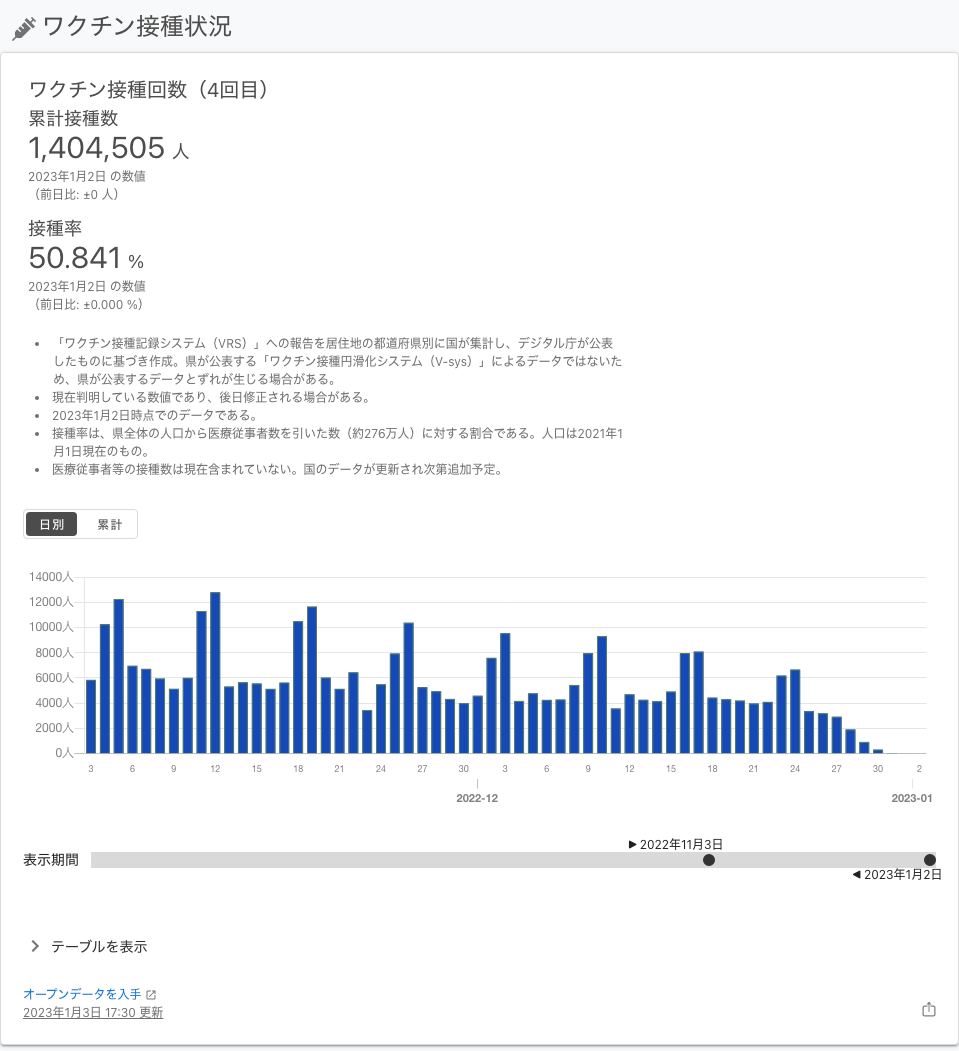 ワクチン接種状況
ワクチン接種回数（4回目）
累計接種数
1,404,505 人
2023年1月2日 の数値
（前日比: ±0 人）
接種率
50.841 %
2023年1月2日 の数値
（前日比: ±0.000 %）
• 「ワクチン接種記録システム（VRS）」への報告を居住地の都道府県別に国が集計し、デジタル庁が公表
したものに基づき作成。県が公表する「ワクチン接種円滑化システム（V-sys）」によるデータではないた
め、県が公表するデータとずれが生じる場合がある。
• 現在判明している数値であり、後日修正される場合がある。
• 2023年1月2日時点でのデータである。
• 接種率は、県全体の人口から医療従事者数を引いた数（約276万人）に対する割合である。人口は2021年1
月1日現在のもの。
• 医療従事者等の接種数は現在含まれていない。国のデータが更新され次第追加予定。
日別 累計
14000人
12000人
10000人
8000人
6000人
4000人
2000人
0人
3 6 9 12 15 18 21 24 27 30 3 6 9 12 15 18 21 24 27 30 2
2022-12 2023-01
▶ 2022年11月3日
表示期間
◀ 2023年1月2日
テーブルを表示
オープンデータを入手
2023年1月3日 17:30 更新